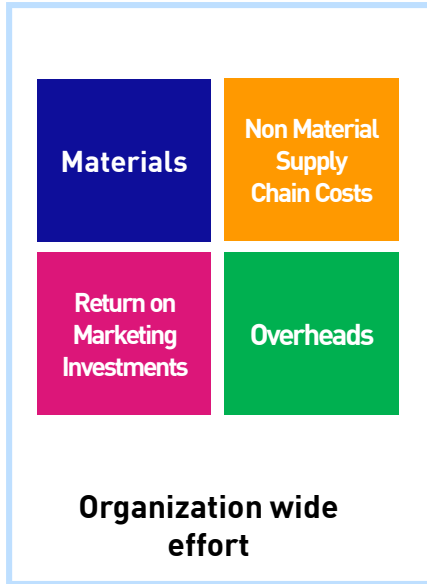 Materials
Non Material
Supply
Chain Costs
Return on
Marketing
Investments
Overheads
Organization wide
effort